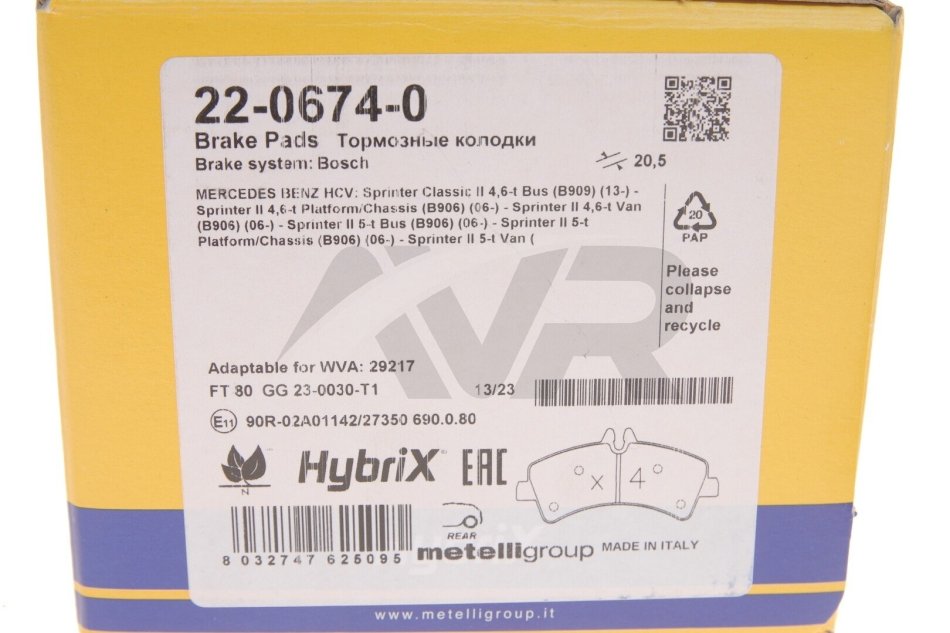 22-0674-0
Brake Pads Тормозные колодки
Brake system: Bosch
20,5
MERCEDES BENZ HCV: Sprinter Classic II 4,6-t Bus (B909) (13-) -
Sprinter II 4,6-t Platform/Chassis (B906) (06-) - Sprinter II 4,6-t Van
(B906) (06-) - Sprinter II 5-t Bus (B906) (06-) - Sprinter II 5-t
Platform/Chassis (B906) (06-) - Sprinter II 5-t Van (
20
PAP
Please
collapse
and
recycle
AVR
Adaptable for WVA: 29217
FT 80 GG 23-0030-T1 13/23
E11 90R-02A01142/27350 690.0.80
N
HybriX EAC
x 4
REAR
8 032747 625095
metelligroup MADE IN ITALY
HybriX
www.metelligroup.it